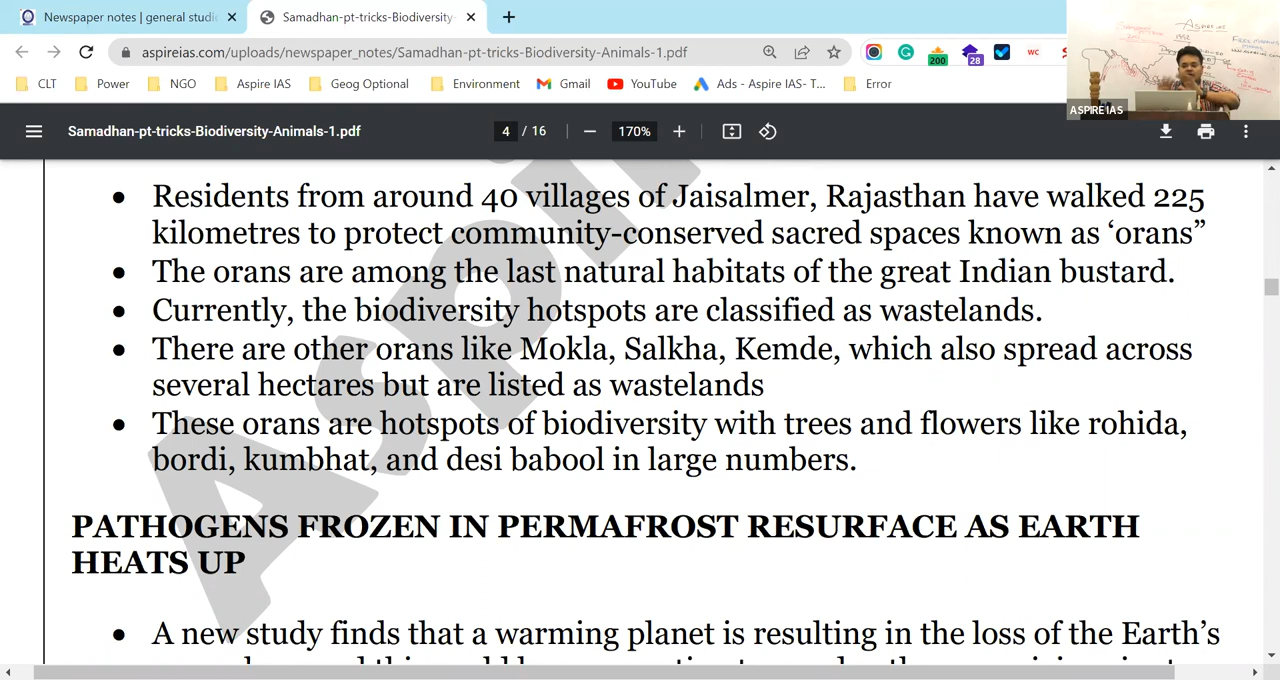 Newspaper notes | general studi
Samadhan-pt-tricks-Biodiversity-
aspireias.com/uploads/newspaper_notes/Samadhan-pt-tricks-Biodiversity-Animals-1.pdf
200
28
WC
CLT
Power
NGO
Aspire IAS
Geog Optional
Environment
Gmail
YouTube
Ads - Aspire IAS- T...
Error
ASPIRE IAS
Samadhan-pt-tricks-Biodiversity-Animals-1.pdf
4 / 16
170%
• Residents from around 40 villages of Jaisalmer, Rajasthan have walked 225
kilometres to protect community-conserved sacred spaces known as ‘orans”
• The orans are among the last natural habitats of the great Indian bustard.
• Currently, the biodiversity hotspots are classified as wastelands.
• There are other orans like Mokla, Salkha, Kemde, which also spread across
several hectares but are listed as wastelands
• These orans are hotspots of biodiversity with trees and flowers like rohida,
bordi, kumbhat, and desi babool in large numbers.
PATHOGENS FROZEN IN PERMAFROST RESURFACE AS EARTH
HEATS UP
• A new study finds that a warming planet is resulting in the loss of the Earth’s